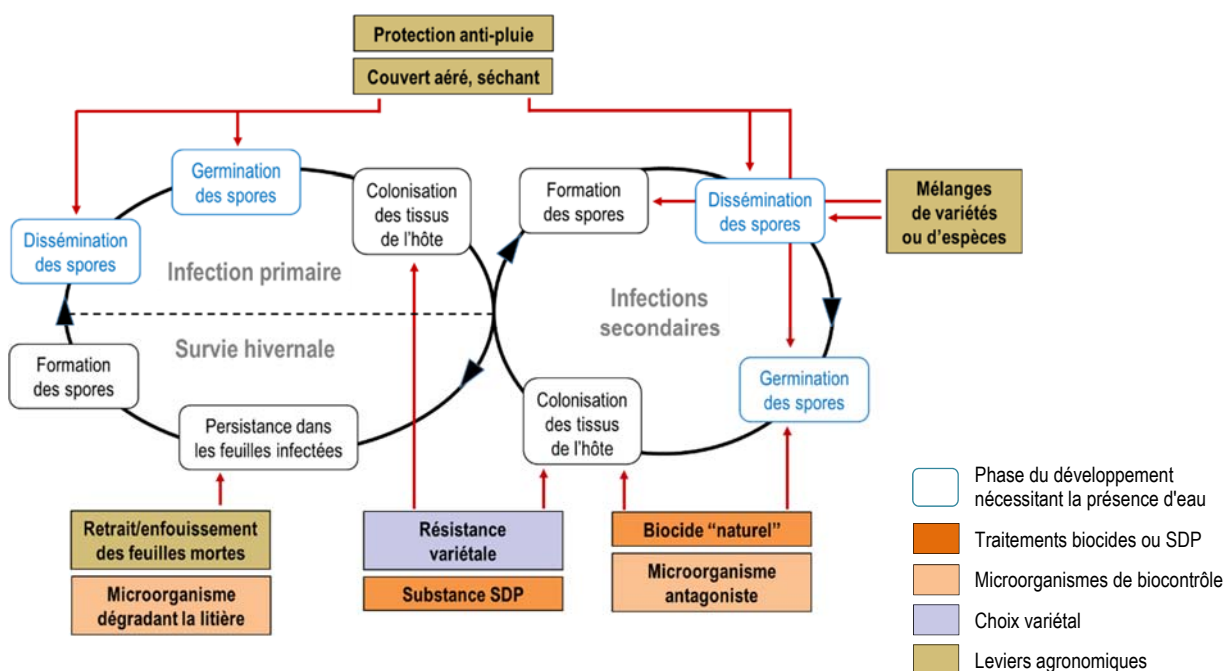 Protection anti-pluie
Couvert aéré, séchant
Germination
des spores
Colonisation
des tissus
de l'hôte
Dissémination
des spores
Infection primaire
Survie hivernale
Formation
des spores
Persistance dans
les feuilles infectées
Formation
des spores
Dissémination
des spores
Mélanges
de variétés
ou d'espèces
Infections
secondaires
Germination
des spores
Colonisation
des tissus
de l'hôte
Retrait/enfouissement
des feuilles mortes
Microorganisme
dégradant la litière
Résistance
variétale
Substance SDP
Biocide “naturel”
Microorganisme
antagoniste
Phase du développement
nécessitant la présence d'eau
Traitements biocides ou SDP
Microorganismes de biocontrôle
Choix variétal
Leviers agronomiques